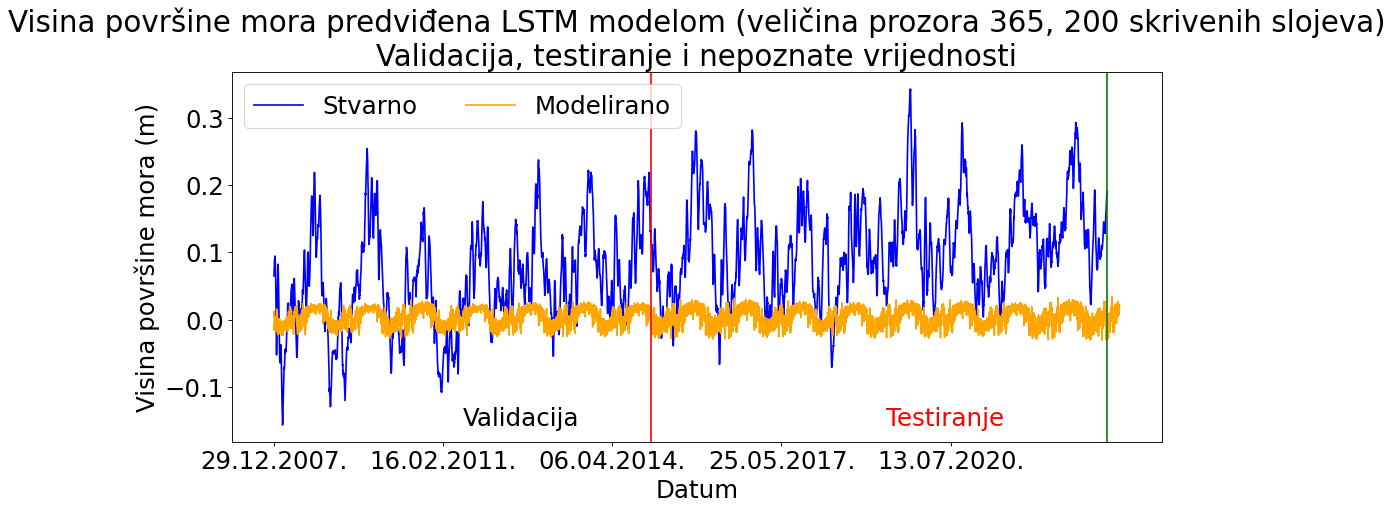 Visina površine mora predviđena LSTM modelom (veličina prozora 365, 200 skrivenih slojeva)
Validacija, testiranje i nepoznate vrijednosti
Stvarno
Modelirano
Visina površine mora (m)
0.3
0.2
0.1
0.0
−0.1
Validacija
Testiranje
29.12.2007.
16.02.2011.
06.04.2014.
25.05.2017.
13.07.2020.
Datum